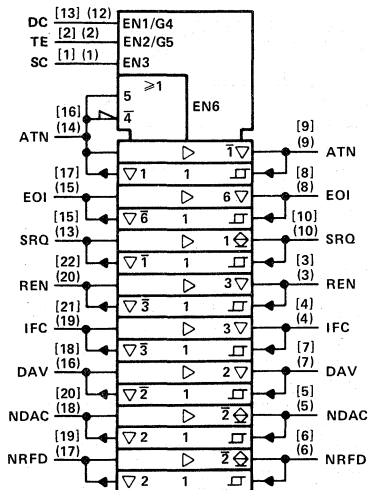 DC [13] (12) EN1/G4
TE [2] (2) EN2/G5
SC [1] (1) EN3
≥1
5
EN6
[16] 4̅
ATN (14)
[9]
▷ 1̅ ▽ (9) ATN
[17] ▽ 1 1 [8]
EOI (15) 6 ▽ (8) EOI
[15] ▽ 6̅ 1 [10]
SRQ (13) ▷ 1 (10) SRQ
[22] ▽ 1̅ 1 [3]
REN (20) ▷ 3 ▽ (3) REN
[21] ▽ 3̅ 1 [4]
IFC (19) ▷ 3 ▽ (4) IFC
[18] ▽ 3̅ 1 [7]
DAV (16) ▷ 2 ▽ (7) DAV
[20] ▽ 2̅ 1 [5]
NDAC (18) ▷ 2̅ (5) NDAC
[19] ▽ 2 1 [6]
NRFD (17) ▷ 2̅ (6) NRFD
▽ 2 1